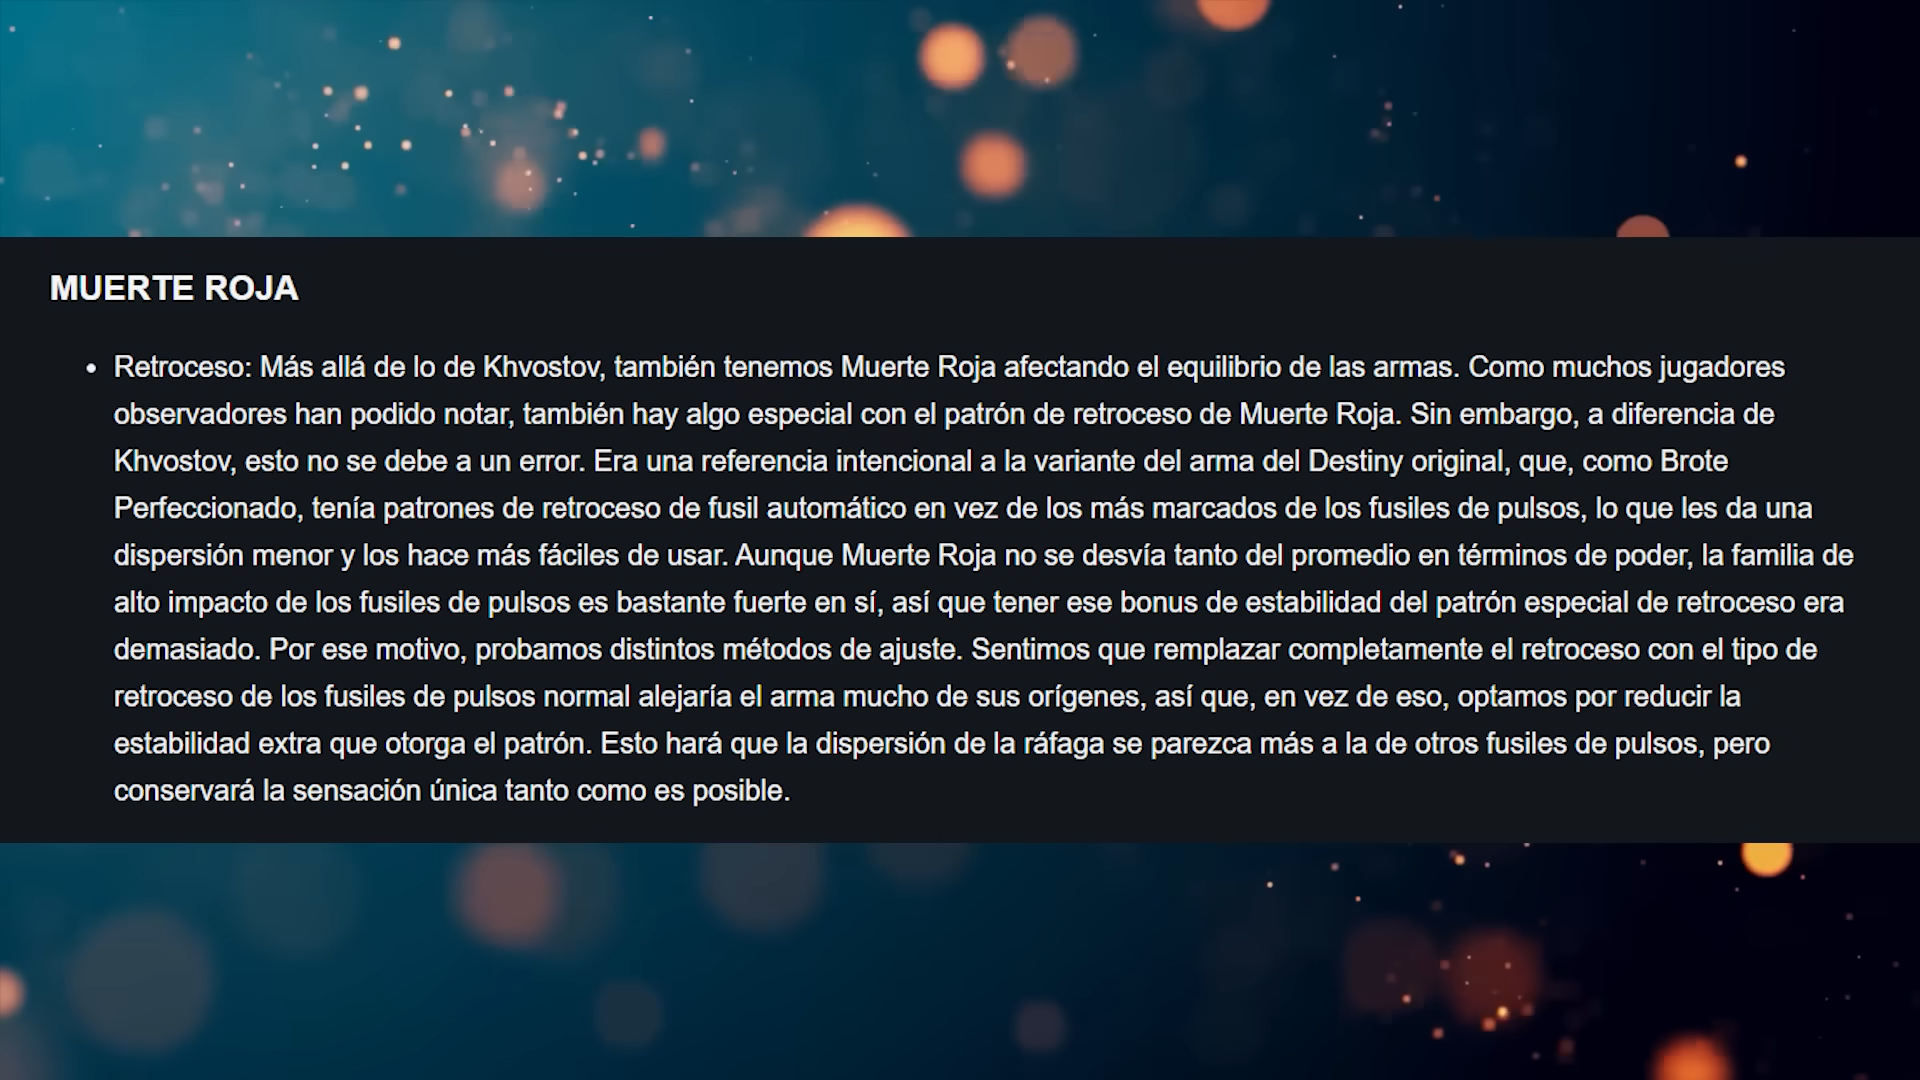 MUERTE ROJA
• Retroceso: Más allá de lo de Khvostov, también tenemos Muerte Roja afectando el equilibrio de las armas. Como muchos jugadores
observadores han podido notar, también hay algo especial con el patrón de retroceso de Muerte Roja. Sin embargo, a diferencia de
Khvostov, esto no se debe a un error. Era una referencia intencional a la variante del arma del Destiny original, que, como Brote
Perfeccionado, tenía patrones de retroceso de fusil automático en vez de los más marcados de los fusiles de pulsos, lo que les da una
dispersión menor y los hace más fáciles de usar. Aunque Muerte Roja no se desvía tanto del promedio en términos de poder, la familia de
alto impacto de los fusiles de pulsos es bastante fuerte en sí, así que tener ese bonus de estabilidad del patrón especial de retroceso era
demasiado. Por ese motivo, probamos distintos métodos de ajuste. Sentimos que remplazar completamente el retroceso con el tipo de
retroceso de los fusiles de pulsos normal alejaría el arma mucho de sus orígenes, así que, en vez de eso, optamos por reducir la
estabilidad extra que otorga el patrón. Esto hará que la dispersión de la ráfaga se parezca más a la de otros fusiles de pulsos, pero
conservará la sensación única tanto como es posible.